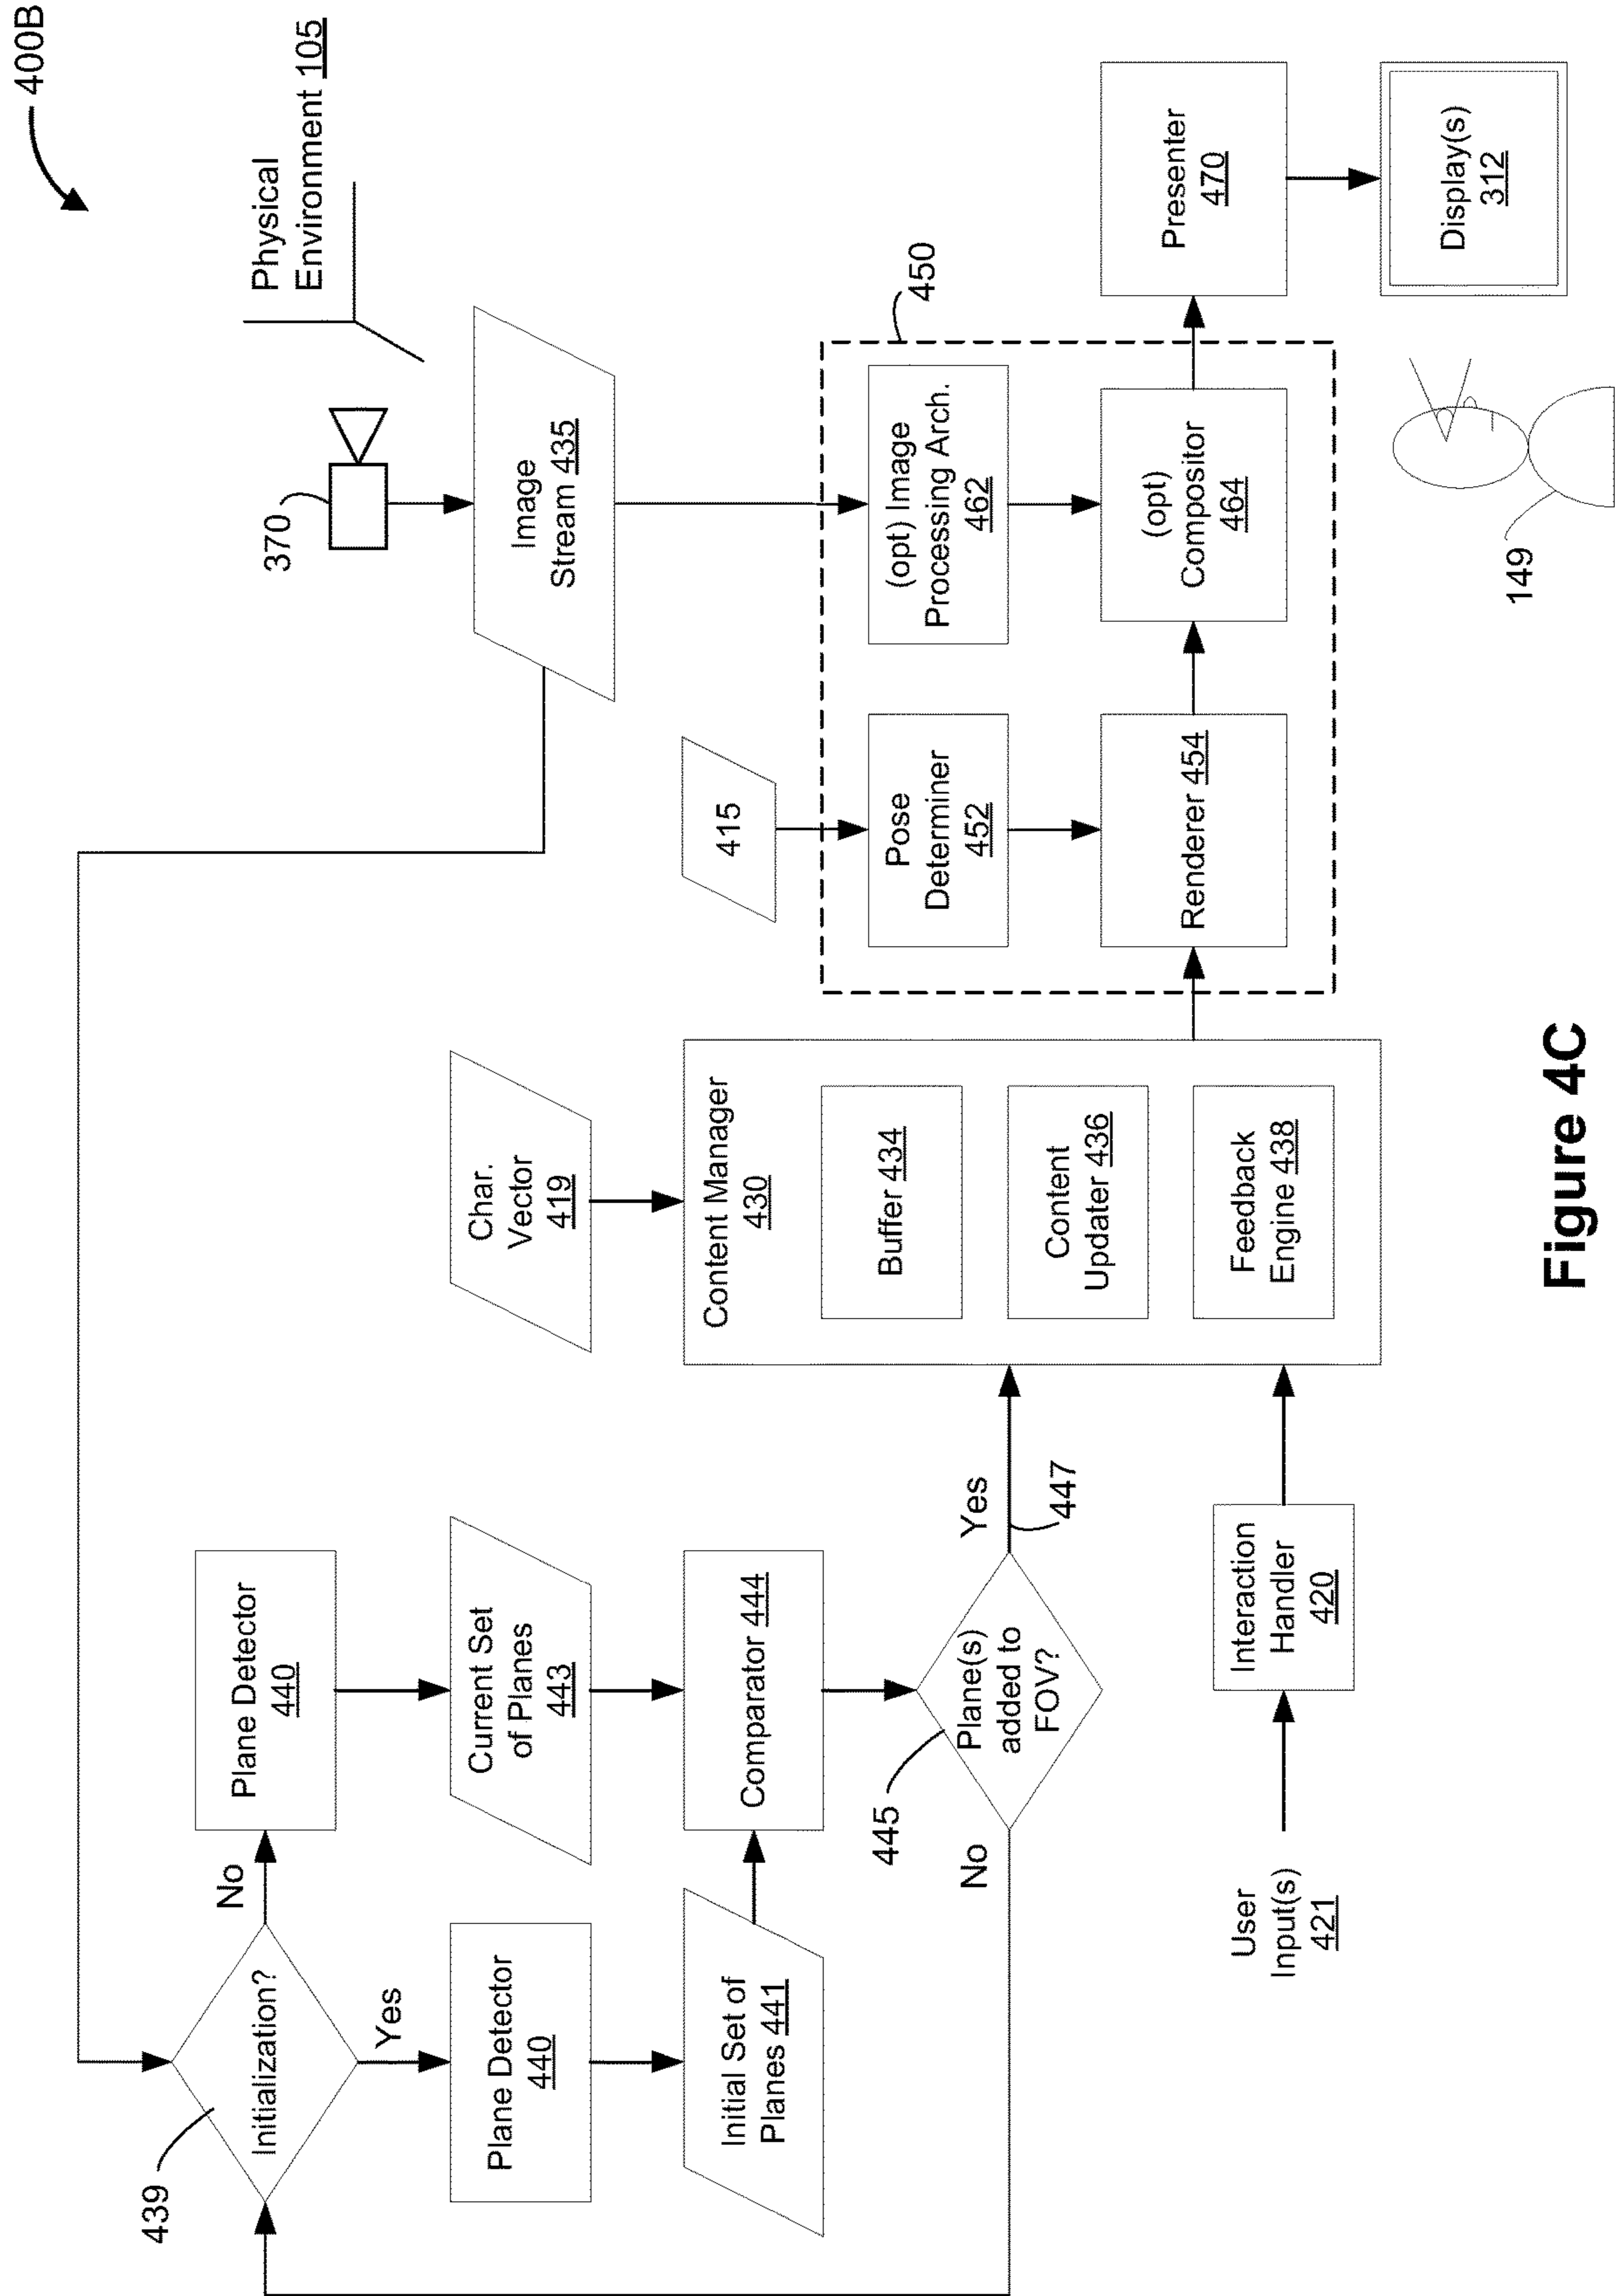 400B
Physical
Environment 105
370
Image
Stream 435
439
Initialization?
No
Yes
Plane Detector
440
Plane Detector
440
Current Set
of Planes
443
Initial Set of
Planes 441
Comparator 444
445
Plane(s)
added to
FOV?
No
Yes
447
Char.
Vector
419
Content Manager
430
Buffer 434
Content
Updater 436
Feedback
Engine 438
User
Input(s)
421
Interaction
Handler
420
415
450
Pose
Determiner
452
(opt) Image
Processing Arch.
462
Renderer 454
(opt)
Compositor
464
Presenter
470
Display(s)
312
149
Figure 4C